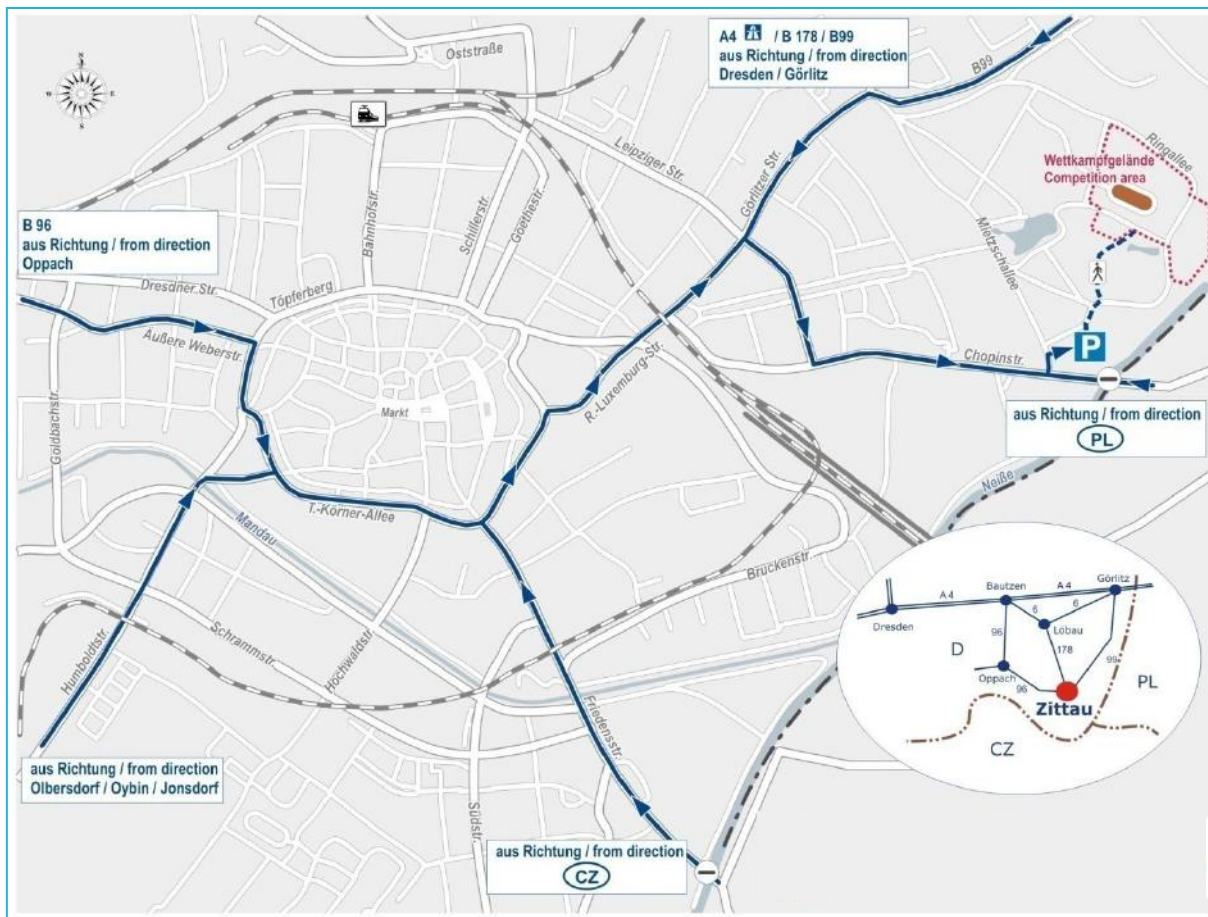 Oststraße
A4 / B 178 / B99
aus Richtung / from direction
Dresden / Görlitz
B99
N
W
E
S
Leipziger Str.
Görlitzer Str.
Ringallee
Wettkampfgelände
Competition area
B 96
aus Richtung / from direction
Oppach
Bahnhofstr.
Schillerstr.
Goethestr.
Mietzschallee
Dresdner Str.
Töpferberg
Äußere Weberstr.
R.-Luxemburg-Str.
Chopinstr.
P
Goldbachstr.
Markt
aus Richtung / from direction
PL
Neiße
T.-Körner-Allee
Mandau
Brückenstr.
Humboldtstr.
Schrammstr.
Hochwaldstr.
Friedensstr.
Südstr.
aus Richtung / from direction
Olbersdorf / Oybin / Jonsdorf
aus Richtung / from direction
CZ
Bautzen
Görlitz
A 4
A 4
Dresden
6
6
Löbau
96
178
99
D
Oppach
96
PL
Zittau
CZ